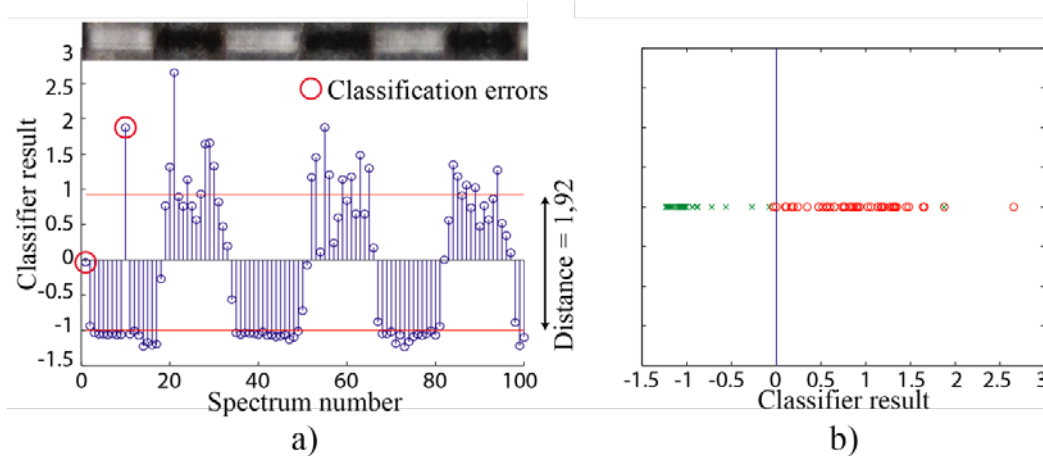 3
2.5
2
1.5
1
0.5
0
-0.5
-1
-1.5
Classifier result
Classification errors
Distance = 1,92
0 20 40 60 80 100
Spectrum number
a)
-1.5 -1 -0.5 0 0.5 1 1.5 2 2.5 3
Classifier result
b)